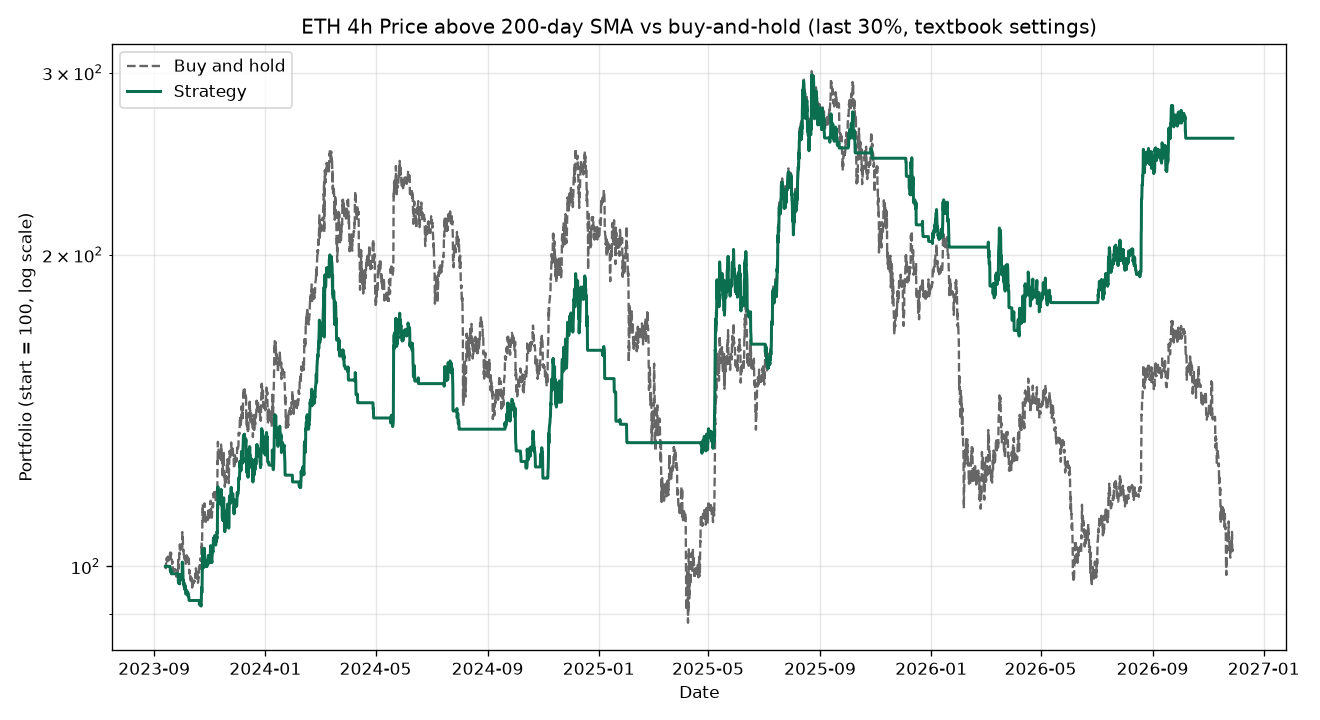 ETH 4h Price above 200-day SMA vs buy-and-hold (last 30%, textbook settings)
Buy and hold
Strategy
3 × 10²
2 × 10²
10²
Portfolio (start = 100, log scale)
2023-09 2024-01 2024-05 2024-09 2025-01 2025-05 2025-09 2026-01 2026-05 2026-09 2027-01
Date